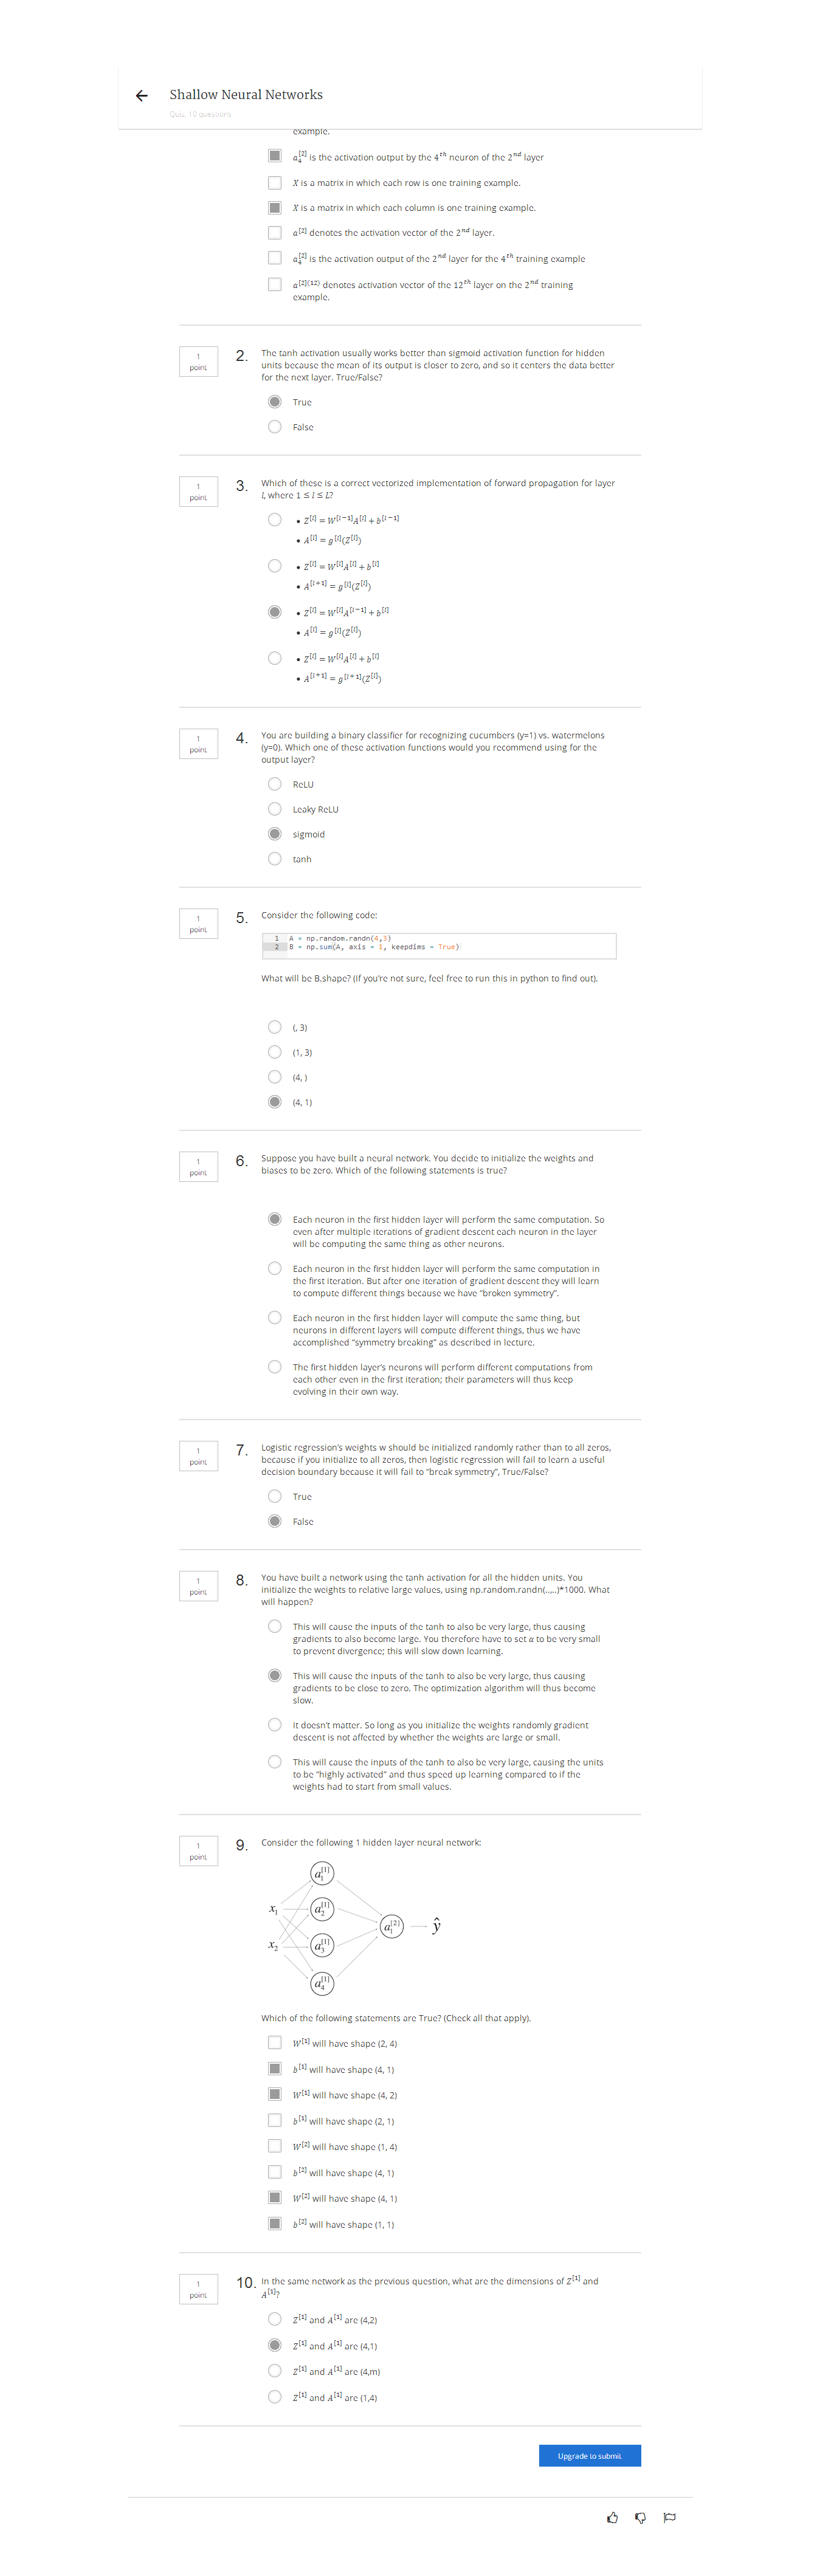 Shallow Neural Networks
Quiz, 10 questions
example.
a₄^[2] is the activation output by the 4^th neuron of the 2^nd layer
X is a matrix in which each row is one training example.
X is a matrix in which each column is one training example.
a^[2] denotes the activation vector of the 2^nd layer.
a₄^[2] is the activation output of the 2^nd layer for the 4^th training example
a^[2](12) denotes activation vector of the 12^th layer on the 2^nd training
example.
1
point
2.
The tanh activation usually works better than sigmoid activation function for hidden
units because the mean of its output is closer to zero, and so it centers the data better
for the next layer. True/False?
True
False
1
point
3.
Which of these is a correct vectorized implementation of forward propagation for layer
l, where 1 ≤ l ≤ L?
• Z^[l] = W^[l−1]A^[l] + b^[l−1]
• A^[l] = g^[l](Z^[l])
• Z^[l] = W^[l]A^[l] + b^[l]
• A^[l+1] = g^[l](Z^[l])
• Z^[l] = W^[l]A^[l−1] + b^[l]
• A^[l] = g^[l](Z^[l])
• Z^[l] = W^[l]A^[l] + b^[l]
• A^[l+1] = g^[l+1](Z^[l])
1
point
4.
You are building a binary classifier for recognizing cucumbers (y=1) vs. watermelons
(y=0). Which one of these activation functions would you recommend using for the
output layer?
ReLU
Leaky ReLU
sigmoid
tanh
1
point
5.
Consider the following code:
1 A = np.random.randn(4,3)
2 B = np.sum(A, axis = 1, keepdims = True)
What will be B.shape? (If you're not sure, feel free to run this in python to find out).
(, 3)
(1, 3)
(4, )
(4, 1)
1
point
6.
Suppose you have built a neural network. You decide to initialize the weights and
biases to be zero. Which of the following statements is true?
Each neuron in the first hidden layer will perform the same computation. So
even after multiple iterations of gradient descent each neuron in the layer
will be computing the same thing as other neurons.
Each neuron in the first hidden layer will perform the same computation in
the first iteration. But after one iteration of gradient descent they will learn
to compute different things because we have "broken symmetry".
Each neuron in the first hidden layer will compute the same thing, but
neurons in different layers will compute different things, thus we have
accomplished "symmetry breaking" as described in lecture.
The first hidden layer's neurons will perform different computations from
each other even in the first iteration; their parameters will thus keep
evolving in their own way.
1
point
7.
Logistic regression's weights w should be initialized randomly rather than to all zeros,
because if you initialize to all zeros, then logistic regression will fail to learn a useful
decision boundary because it will fail to "break symmetry", True/False?
True
False
1
point
8.
You have built a network using the tanh activation for all the hidden units. You
initialize the weights to relative large values, using np.random.randn(..,..)*1000. What
will happen?
This will cause the inputs of the tanh to also be very large, thus causing
gradients to also become large. You therefore have to set α to be very small
to prevent divergence; this will slow down learning.
This will cause the inputs of the tanh to also be very large, thus causing
gradients to be close to zero. The optimization algorithm will thus become
slow.
It doesn't matter. So long as you initialize the weights randomly gradient
descent is not affected by whether the weights are large or small.
This will cause the inputs of the tanh to also be very large, causing the units
to be "highly activated" and thus speed up learning compared to if the
weights had to start from small values.
1
point
9.
Consider the following 1 hidden layer neural network:
a₁^[1]
x₁
a₂^[1]
a₁^[2]
ŷ
x₂
a₃^[1]
a₄^[1]
Which of the following statements are True? (Check all that apply).
W^[1] will have shape (2, 4)
b^[1] will have shape (4, 1)
W^[1] will have shape (4, 2)
b^[1] will have shape (2, 1)
W^[2] will have shape (1, 4)
b^[2] will have shape (4, 1)
W^[2] will have shape (4, 1)
b^[2] will have shape (1, 1)
1
point
10.
In the same network as the previous question, what are the dimensions of Z^[1] and
A^[1]?
Z^[1] and A^[1] are (4,2)
Z^[1] and A^[1] are (4,1)
Z^[1] and A^[1] are (4,m)
Z^[1] and A^[1] are (1,4)
Upgrade to submit